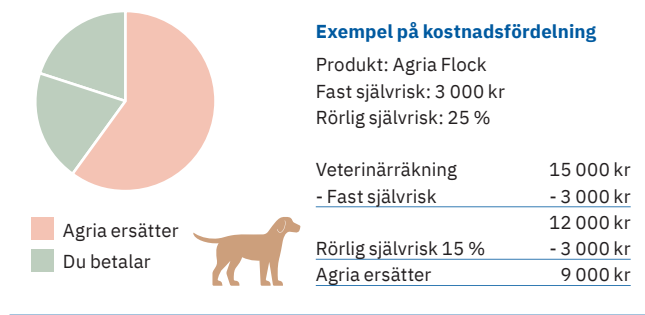 Exempel på kostnadsfördelning
Produkt: Agria Flock
Fast självrisk: 3 000 kr
Rörlig självrisk: 25 %
Veterinärräkning 15 000 kr
- Fast självrisk - 3 000 kr
12 000 kr
Rörlig självrisk 15 % - 3 000 kr
Agria ersätter 9 000 kr
Agria ersätter
Du betalar